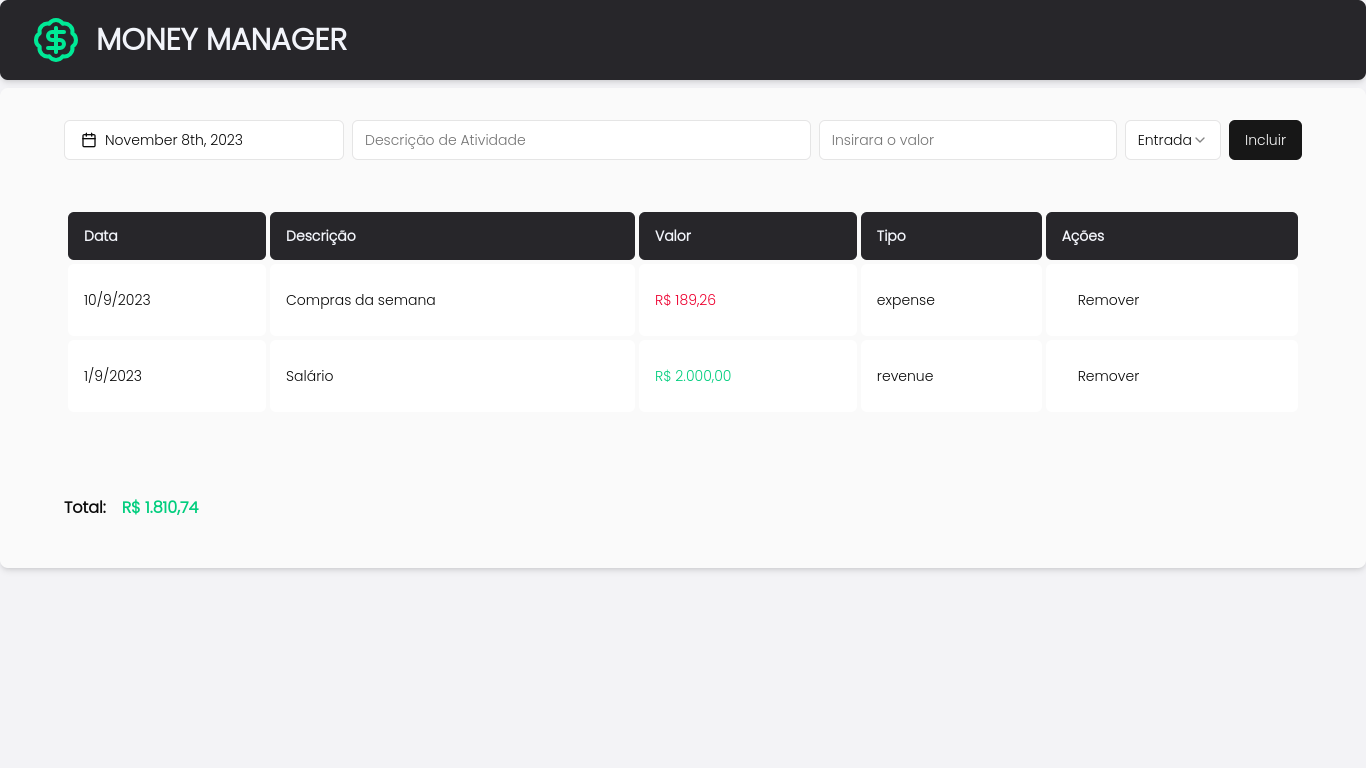 MONEY MANAGER
November 8th, 2023 Descrição de Atividade Insirara o valor Entrada Incluir
Data Descrição Valor Tipo Ações
10/9/2023 Compras da semana R$ 189,26 expense Remover
1/9/2023 Salário R$ 2.000,00 revenue Remover
Total: R$ 1.810,74